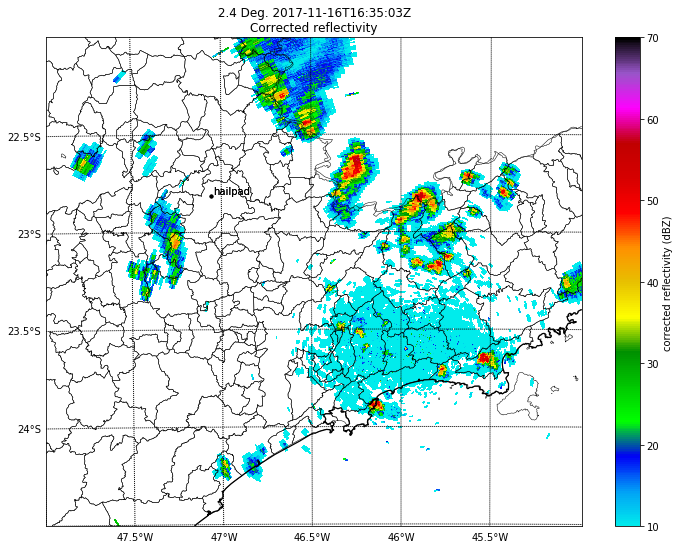 2.4 Deg. 2017-11-16T16:35:03Z
Corrected reflectivity
70
60
50
40
30
20
10
corrected reflectivity (dBZ)
22.5°S
23°S
23.5°S
24°S
hailpad
47.5°W
47°W
46.5°W
46°W
45.5°W